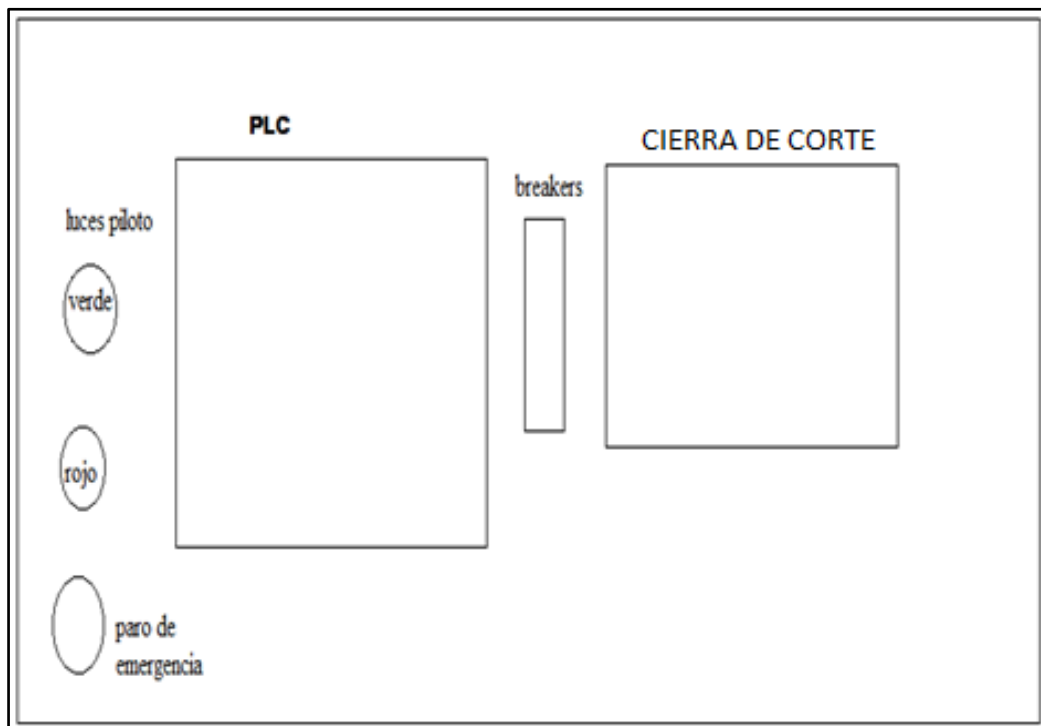 PLC
CIERRA DE CORTE
breakers
luces piloto
verde
rojo
paro de
emergencia